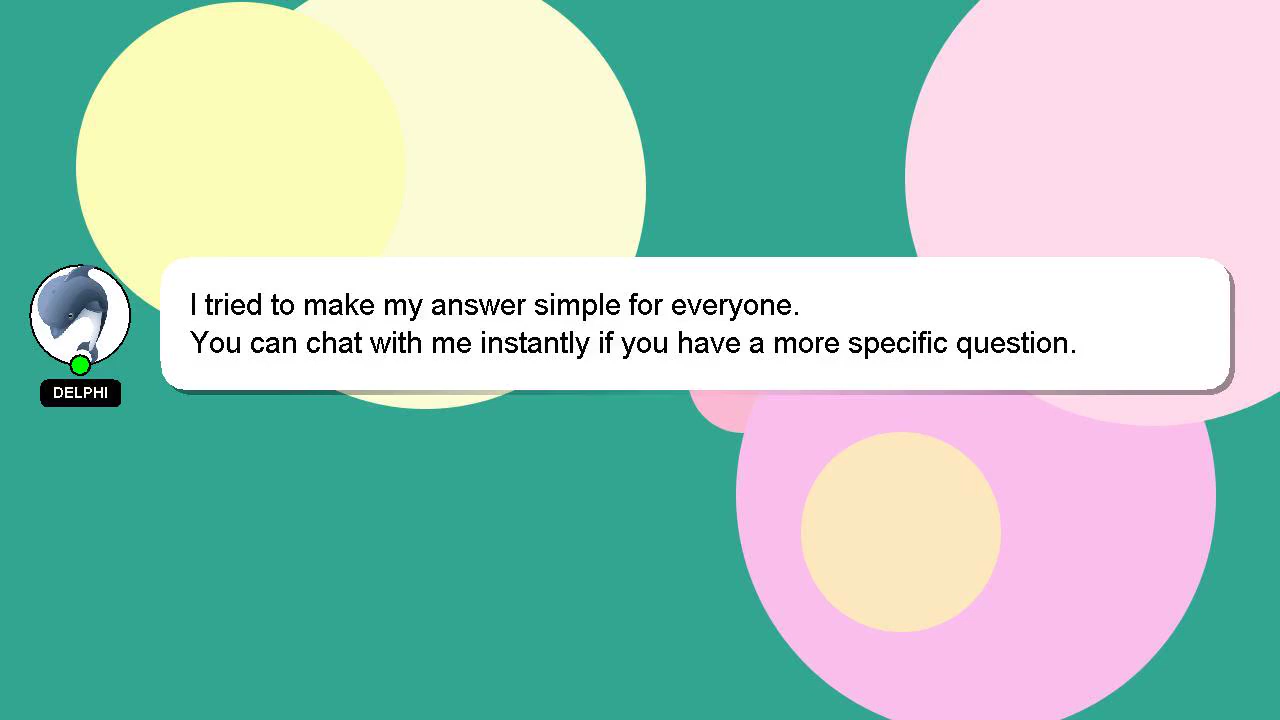 I tried to make my answer simple for everyone.
You can chat with me instantly if you have a more specific question.
DELPHI